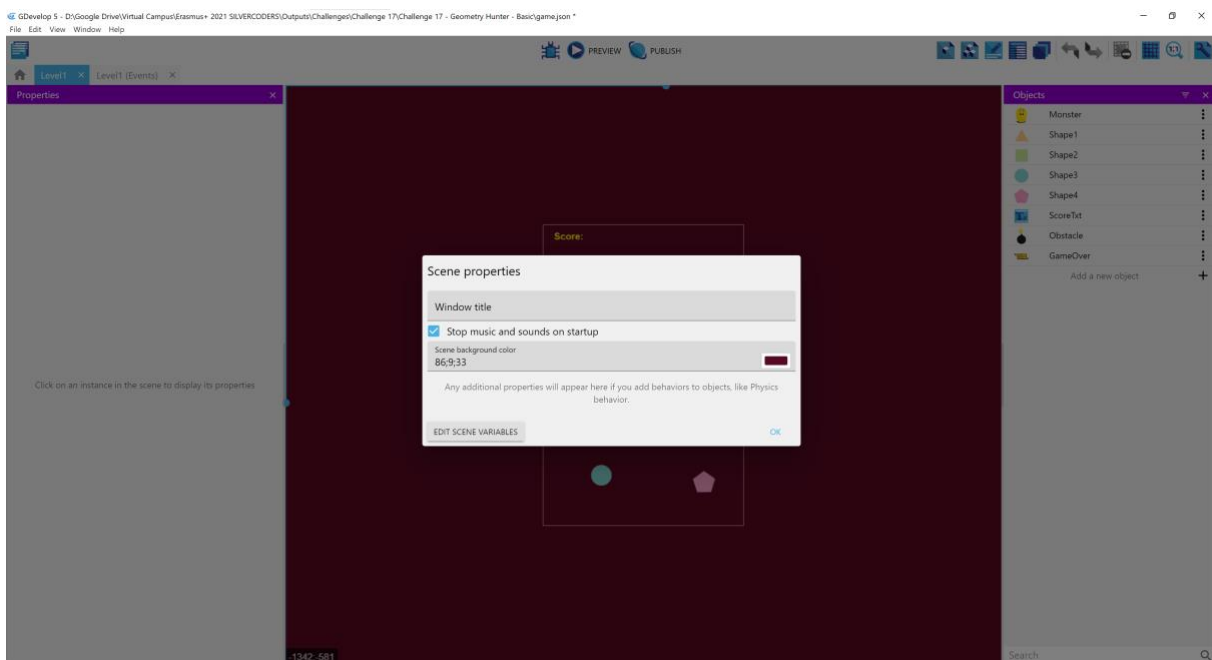 GDevelop 5 - D:\Google Drive\Virtual Campus\Erasmus+ 2021 SILVERCODERS\Outputs\Challenges\Challenge 17\Challenge 17 - Geometry Hunter - Basic\game.json *
File Edit View Window Help
PREVIEW PUBLISH
Level1 Level1 (Events)
Properties
Objects
Monster
Shape1
Shape2
Shape3
Shape4
ScoreTxt
Obstacle
GameOver
Add a new object
Score:
Scene properties
Window title
Stop music and sounds on startup
Scene background color
86;9;33
Any additional properties will appear here if you add behaviors to objects, like Physics
behavior.
EDIT SCENE VARIABLES OK
Click on an instance in the scene to display its properties
-1342;-581
Search